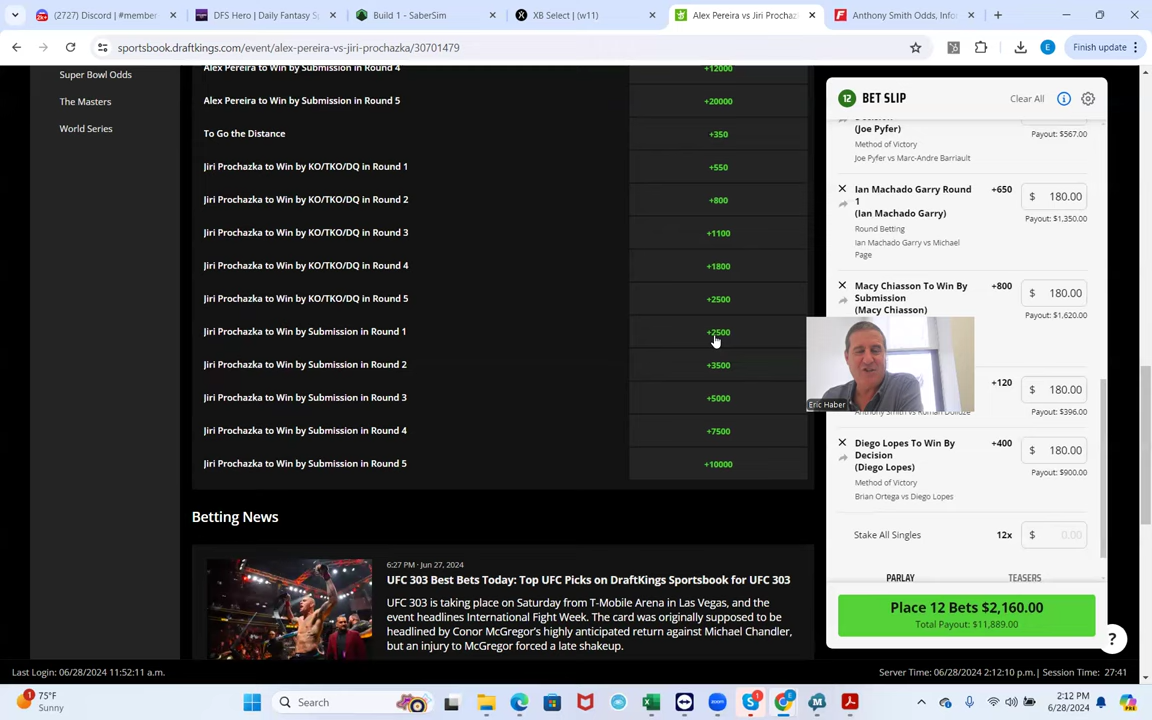 (2727) Discord | #member
DFS Hero | Daily Fantasy S
Build 1 - SaberSim
XB Select | (w11)
Alex Pereira vs Jiri Prochazka
Anthony Smith Odds, Infor
sportsbook.draftkings.com/event/alex-pereira-vs-jiri-prochazka/30701479
E
Finish update
Super Bowl Odds
The Masters
World Series
Alex Pereira to Win by Submission in Round 4 +12000
Alex Pereira to Win by Submission in Round 5 +20000
To Go the Distance +350
Jiri Prochazka to Win by KO/TKO/DQ in Round 1 +550
Jiri Prochazka to Win by KO/TKO/DQ in Round 2 +800
Jiri Prochazka to Win by KO/TKO/DQ in Round 3 +1100
Jiri Prochazka to Win by KO/TKO/DQ in Round 4 +1800
Jiri Prochazka to Win by KO/TKO/DQ in Round 5 +2500
Jiri Prochazka to Win by Submission in Round 1 +2500
Jiri Prochazka to Win by Submission in Round 2 +3500
Jiri Prochazka to Win by Submission in Round 3 +5000
Jiri Prochazka to Win by Submission in Round 4 +7500
Jiri Prochazka to Win by Submission in Round 5 +10000
Betting News
6:27 PM · Jun 27, 2024
UFC 303 Best Bets Today: Top UFC Picks on DraftKings Sportsbook for UFC 303
UFC 303 is taking place on Saturday from T-Mobile Arena in Las Vegas, and the
event headlines International Fight Week. The card was originally supposed to be
headlined by Conor McGregor's highly anticipated return against Michael Chandler,
but an injury to McGregor forced a late shakeup.
12 BET SLIP
Clear All
Decision
(Joe Pyfer)
Payout: $567.00
Method of Victory
Joe Pyfer vs Marc-Andre Barriault
Ian Machado Garry Round +650 $ 180.00
1
(Ian Machado Garry)
Payout: $1,350.00
Round Betting
Ian Machado Garry vs Michael
Page
Macy Chiasson To Win By +800 $ 180.00
Submission
(Macy Chiasson)
Payout: $1,620.00
+120 $ 180.00
Anthony Smith vs Roman Dolidze
Payout: $396.00
Eric Haber
Diego Lopes To Win By +400 $ 180.00
Decision
(Diego Lopes)
Payout: $900.00
Method of Victory
Brian Ortega vs Diego Lopes
Stake All Singles 12x $ 0.00
PARLAY TEASERS
Place 12 Bets $2,160.00
Total Payout: $11,889.00
?
Last Login: 06/28/2024 11:52:11 a.m.
Server Time: 06/28/2024 2:12:10 p.m.| Session Time: 27:41
1
75°F
Sunny
Search
zoom
1
2:12 PM
6/28/2024